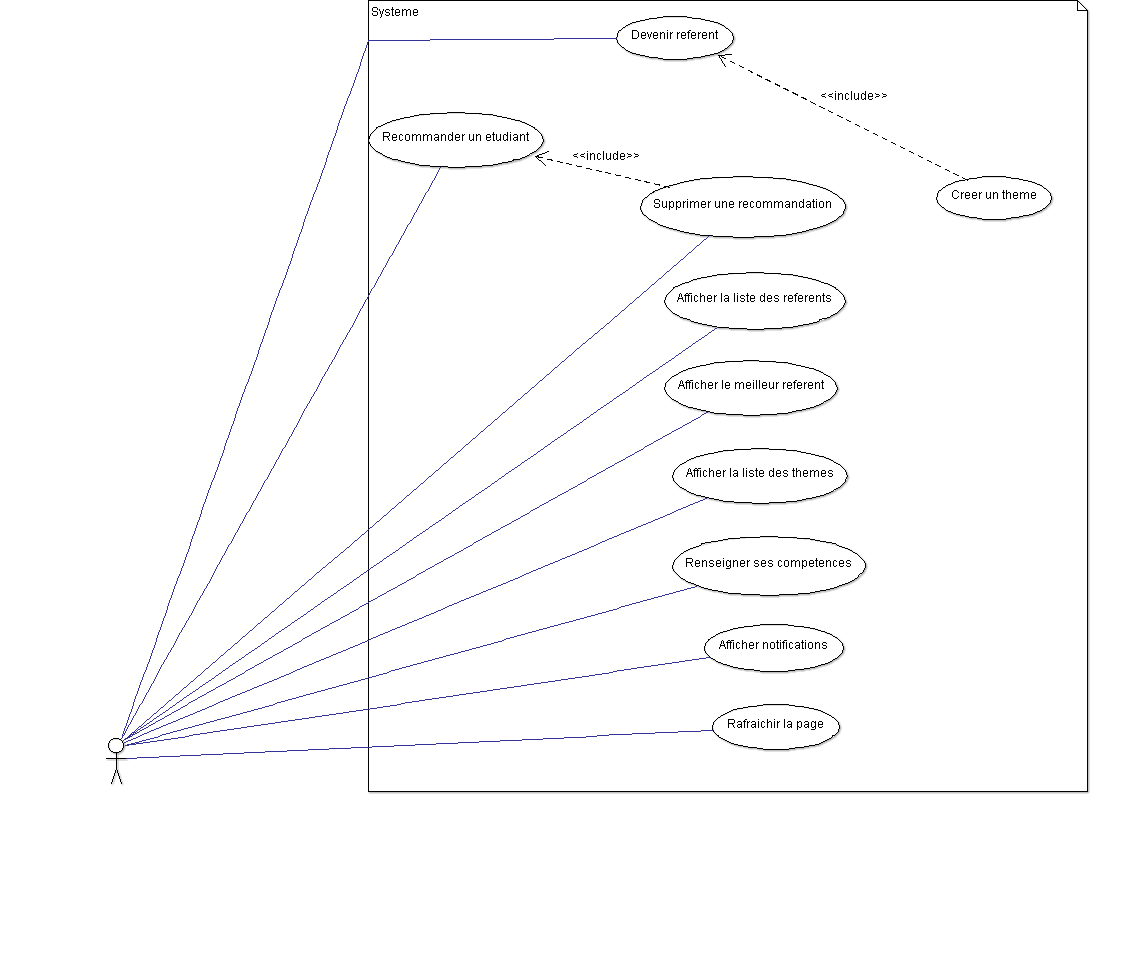 Systeme
Devenir referent
<<include>>
Recommander un etudiant
<<include>>
Creer un theme
Supprimer une recommandation
Afficher la liste des referents
Afficher le meilleur referent
Afficher la liste des themes
Renseigner ses competences
Afficher notifications
Rafraichir la page